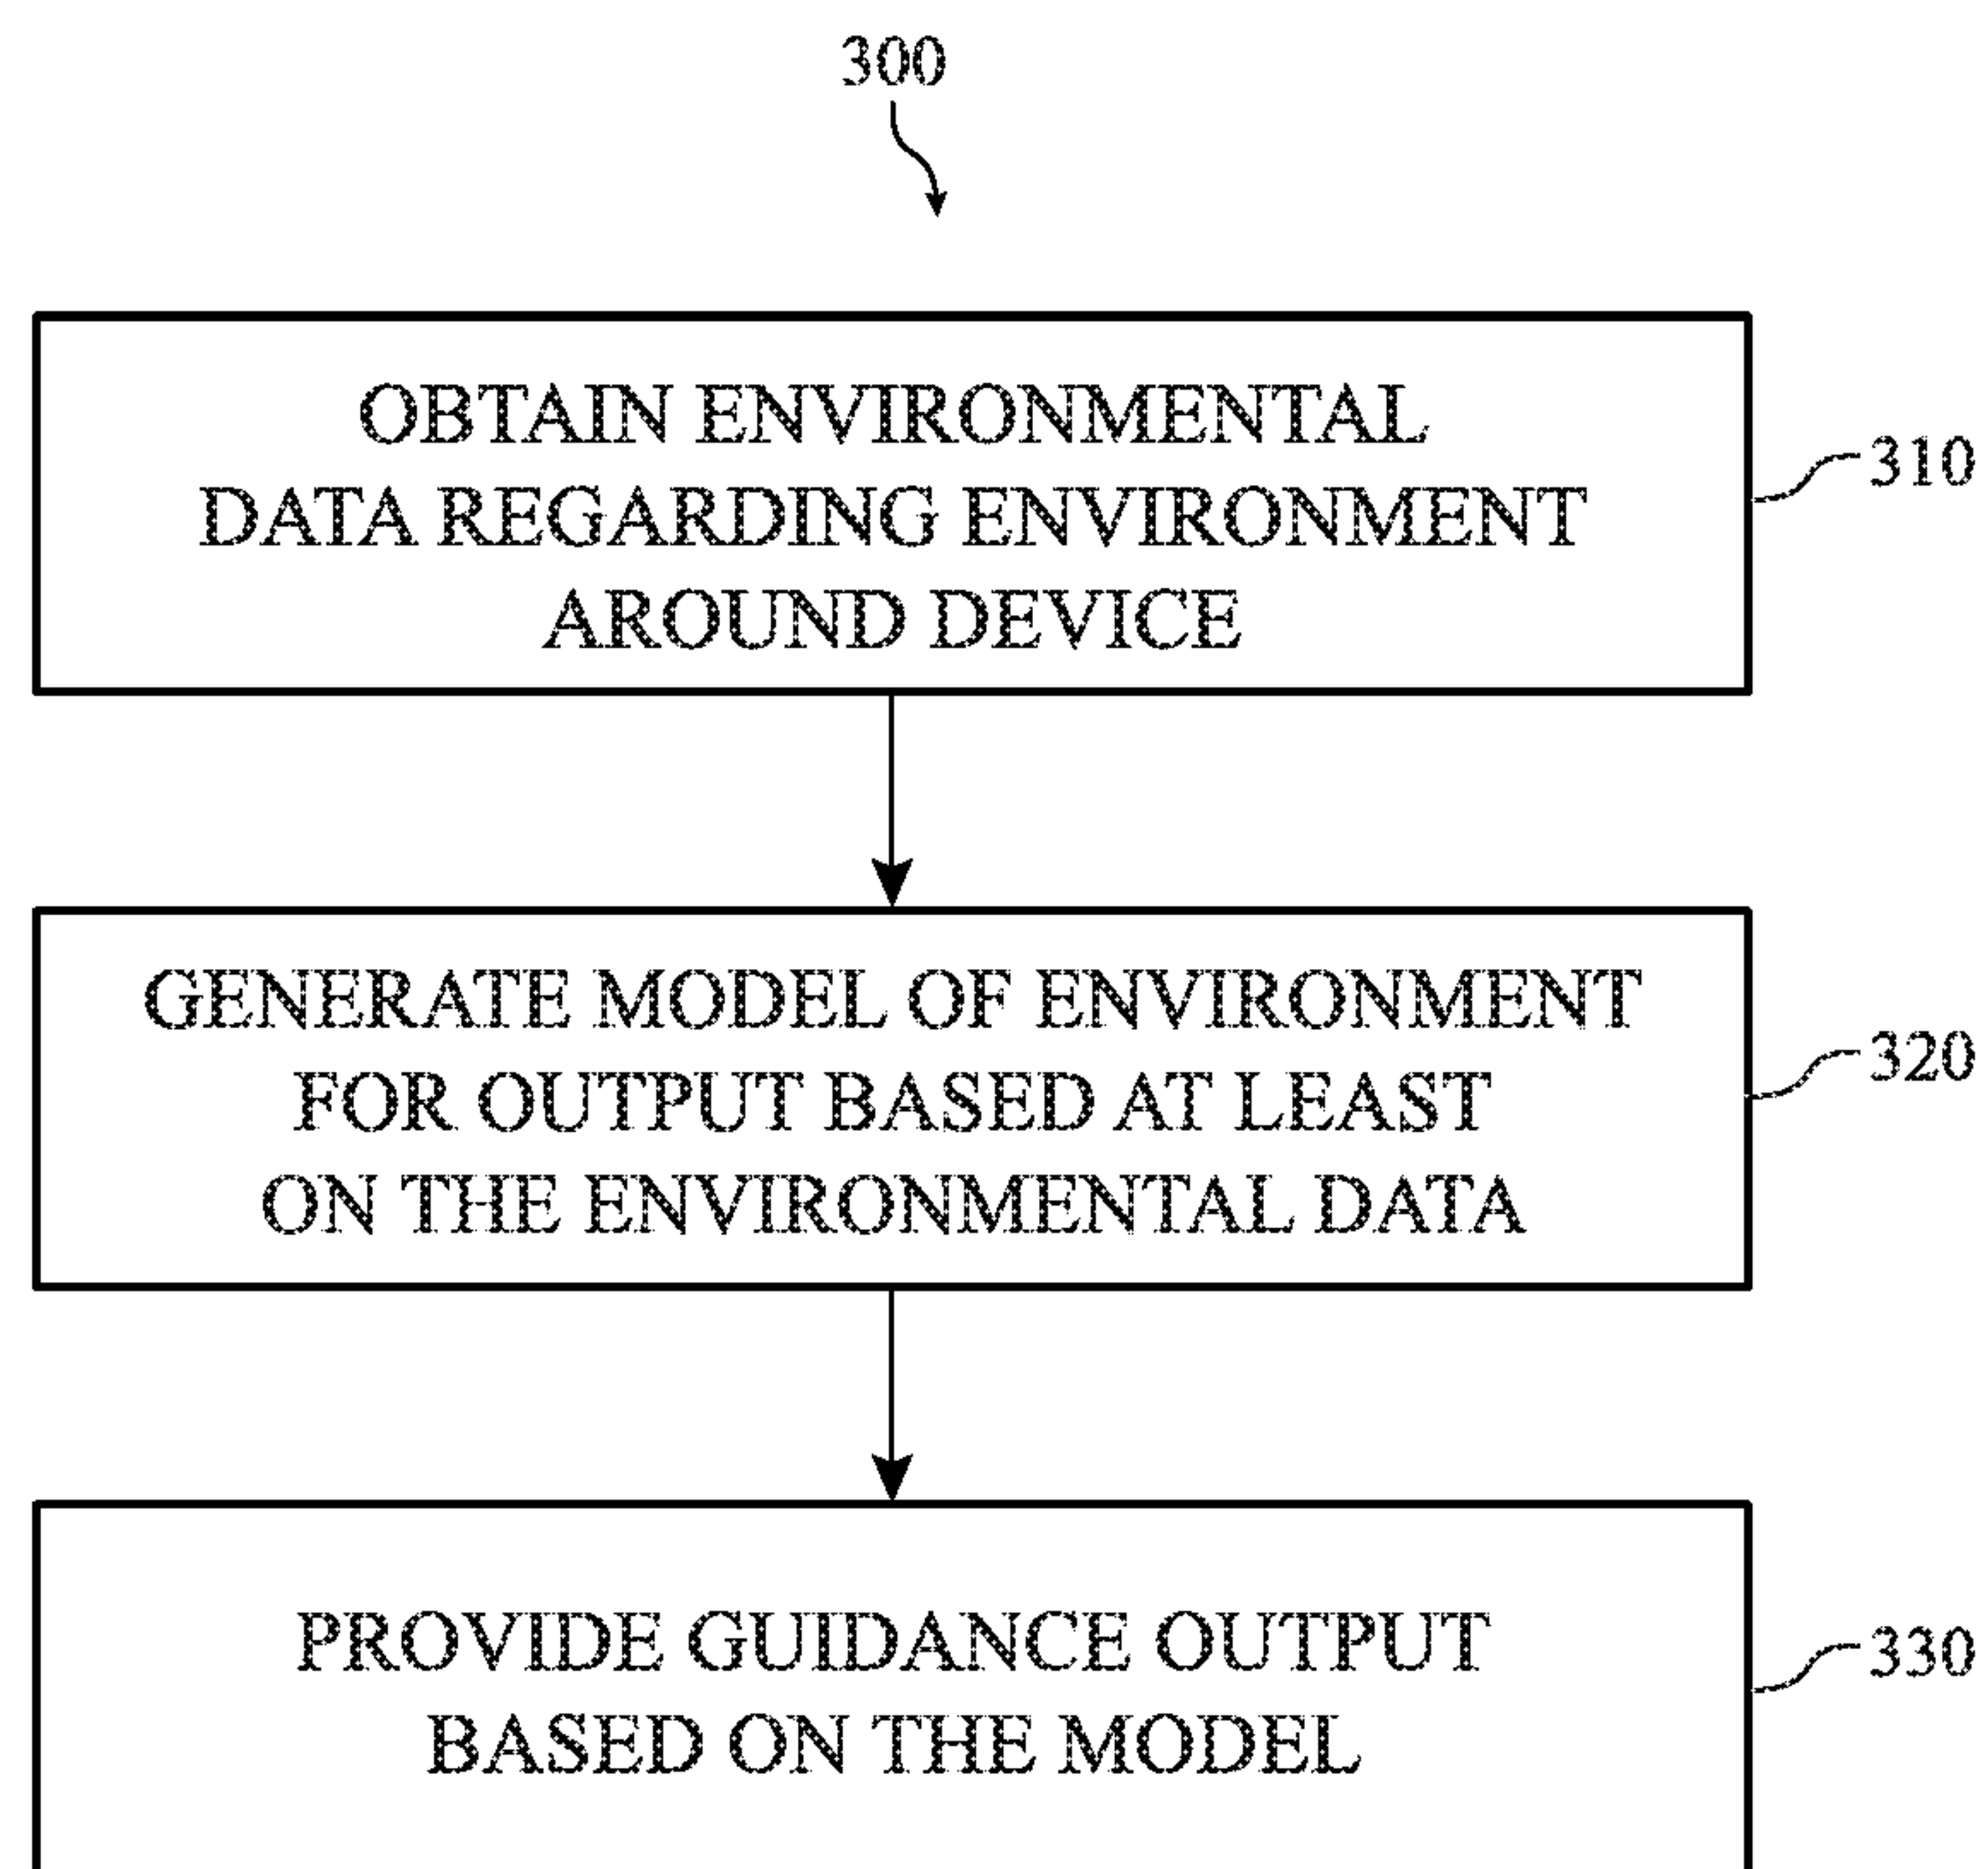 300
OBTAIN ENVIRONMENTAL
DATA REGARDING ENVIRONMENT
AROUND DEVICE
310
GENERATE MODEL OF ENVIRONMENT
FOR OUTPUT BASED AT LEAST
ON THE ENVIRONMENTAL DATA
320
PROVIDE GUIDANCE OUTPUT
BASED ON THE MODEL
330